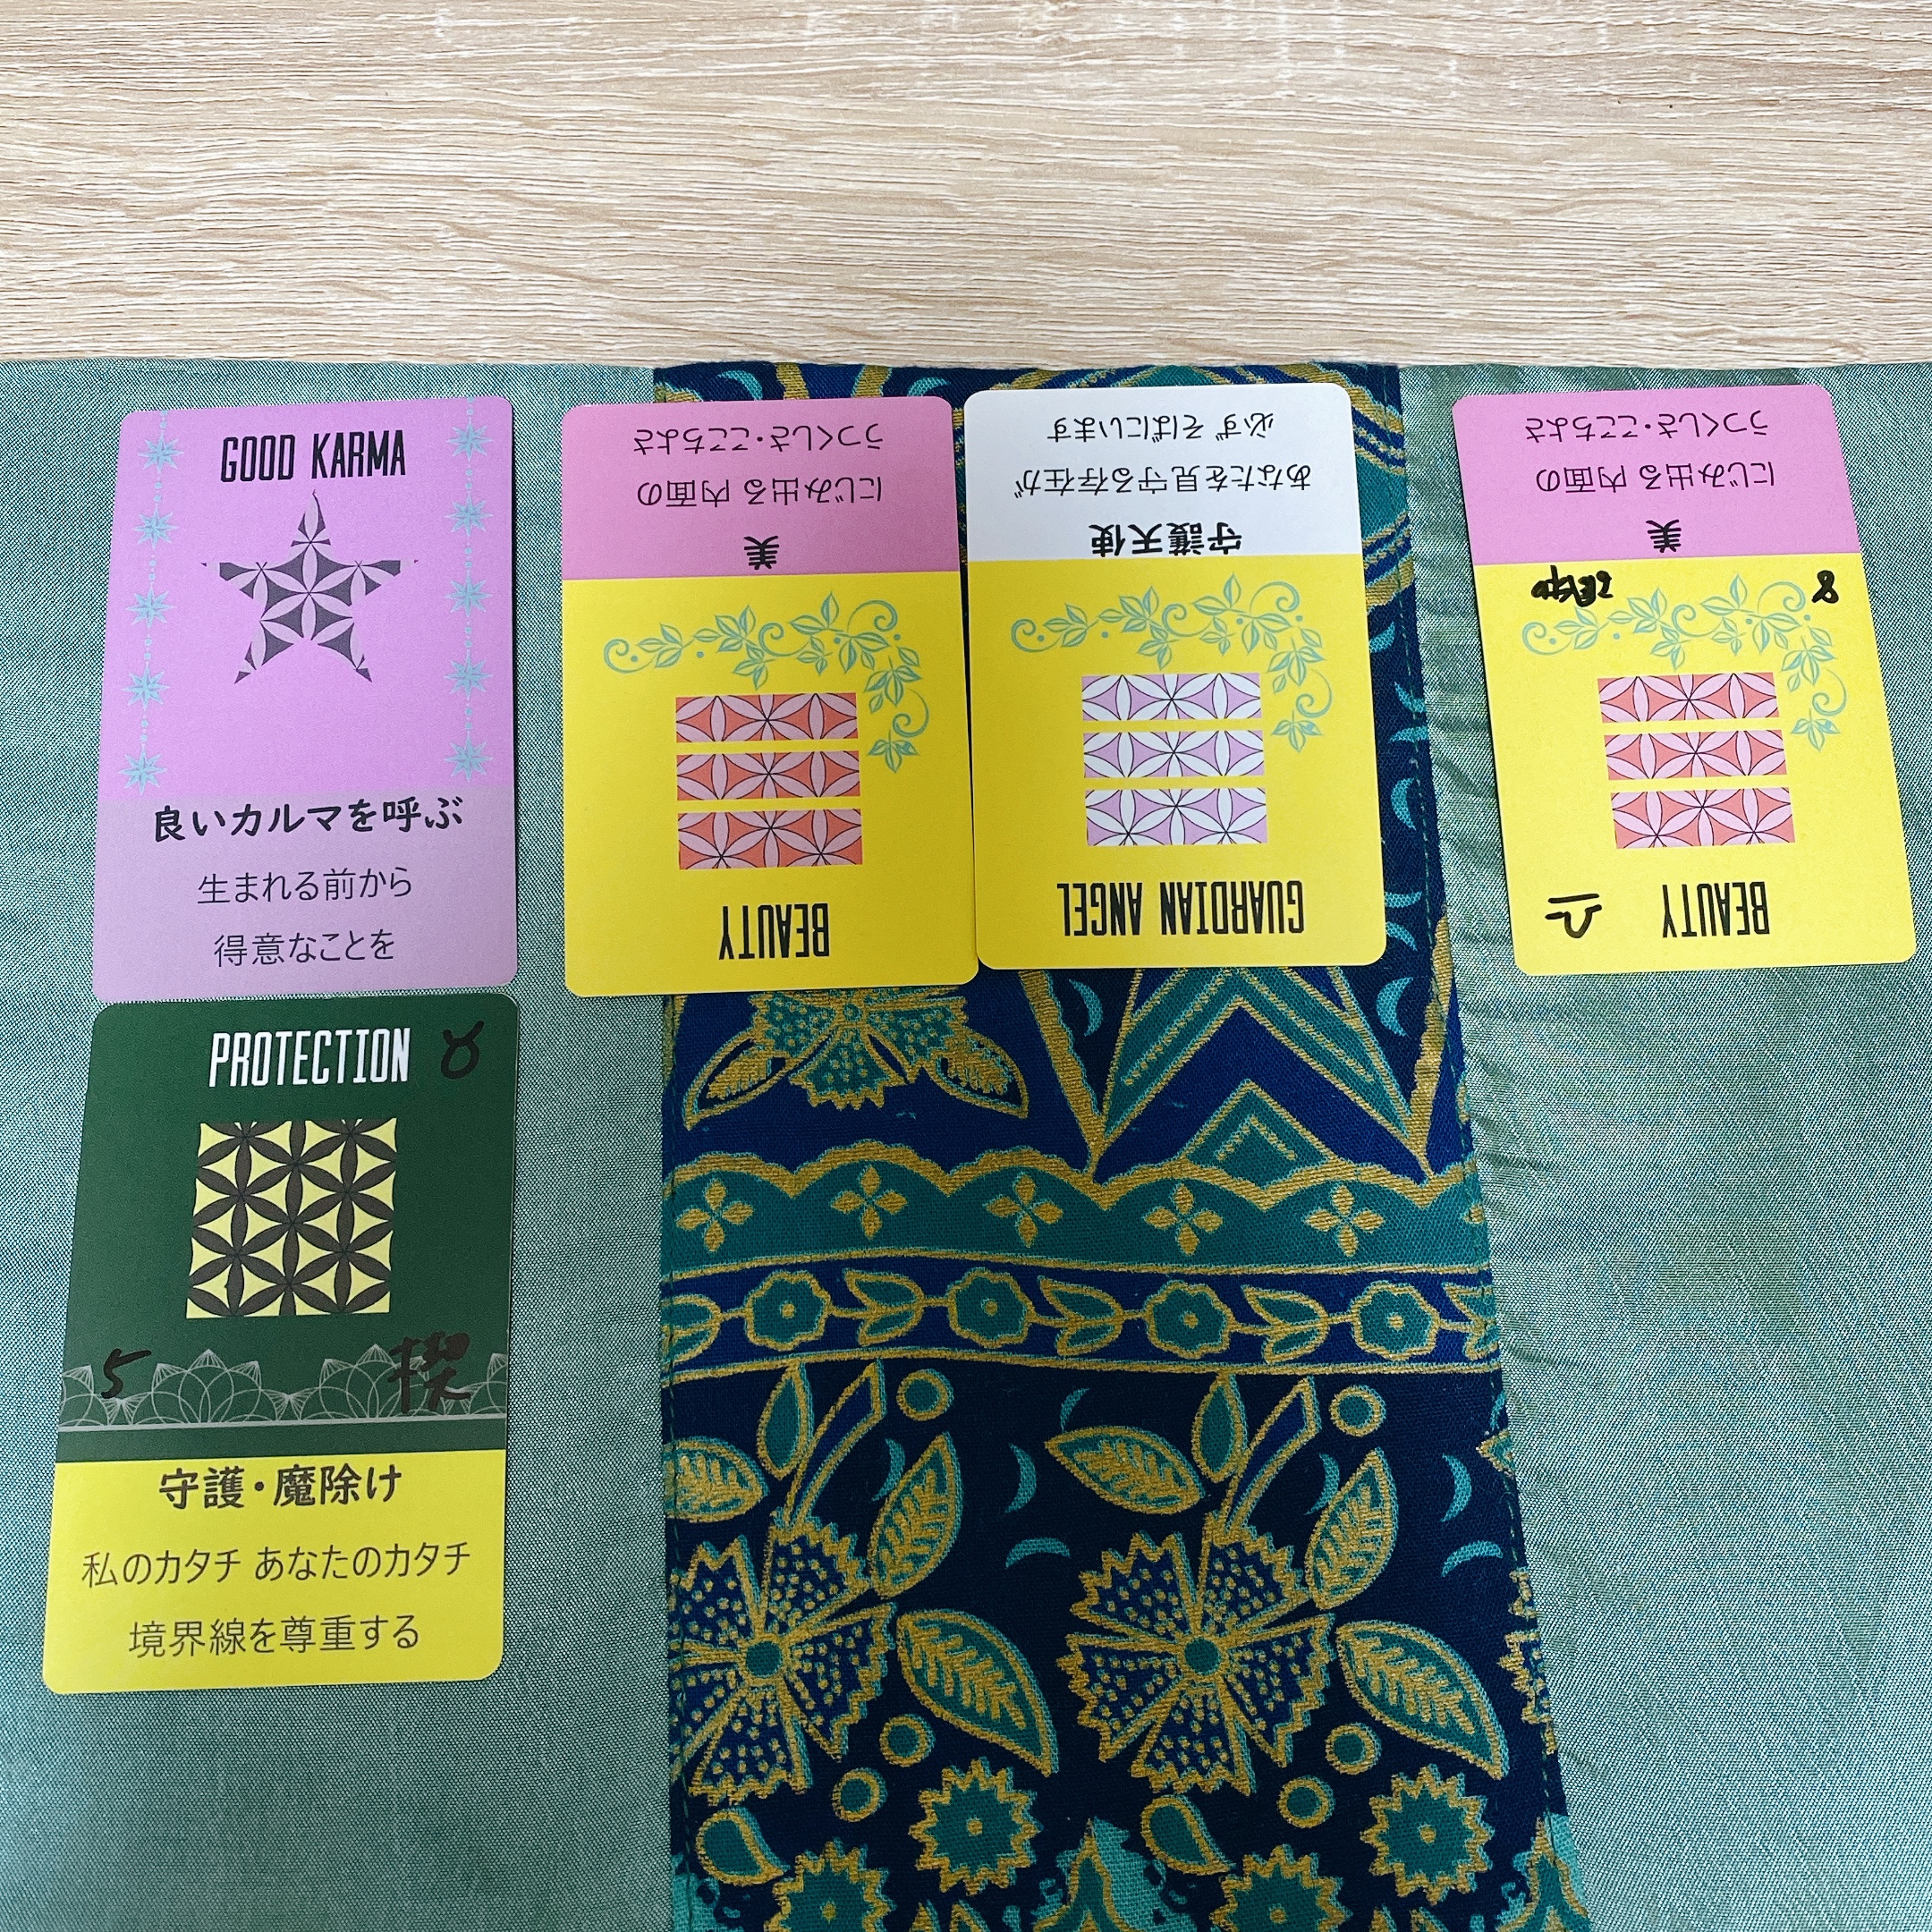 GOOD KARMA
良いカルマを呼ぶ
生まれる前から
得意なことを
PROTECTION ♉
5 楔
守護・魔除け
私のカタチ あなたのカタチ
境界線を尊重する
BEAUTY
美
にじみ出る 内面の
うつくしさ・ここちよさ
GUARDIAN ANGEL
守護天使
あなたを見守る存在が
必ず そばにいます
BEAUTY ♎
8
美
にじみ出る 内面の
うつくしさ・ここちよさ